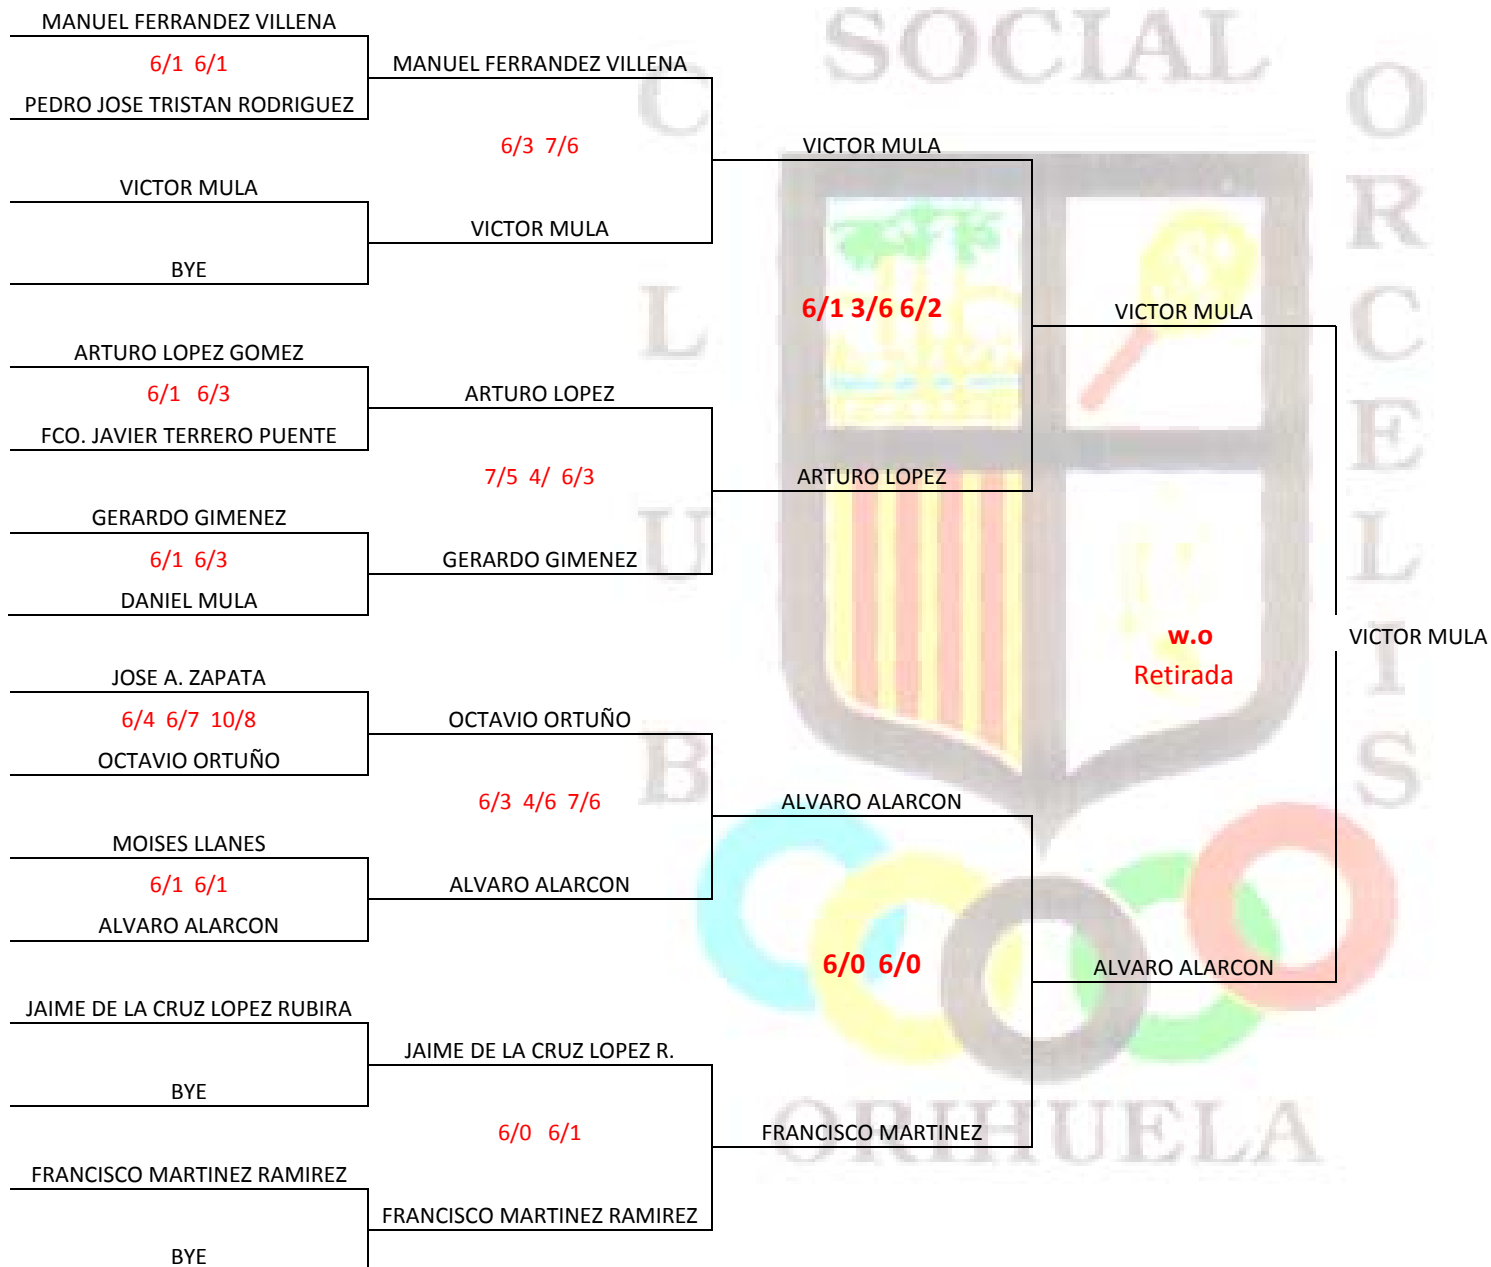 MANUEL FERRANDEZ VILLENA
6/1 6/1
PEDRO JOSE TRISTAN RODRIGUEZ
VICTOR MULA
BYE
ARTURO LOPEZ GOMEZ
6/1 6/3
FCO. JAVIER TERRERO PUENTE
GERARDO GIMENEZ
6/1 6/3
DANIEL MULA
JOSE A. ZAPATA
6/4 6/7 10/8
OCTAVIO ORTUÑO
MOISES LLANES
6/1 6/1
ALVARO ALARCON
JAIME DE LA CRUZ LOPEZ RUBIRA
BYE
FRANCISCO MARTINEZ RAMIREZ
BYE
MANUEL FERRANDEZ VILLENA
6/3 7/6
VICTOR MULA
ARTURO LOPEZ
7/5 4/ 6/3
GERARDO GIMENEZ
OCTAVIO ORTUÑO
6/3 4/6 7/6
ALVARO ALARCON
JAIME DE LA CRUZ LOPEZ R.
6/0 6/1
FRANCISCO MARTINEZ RAMIREZ
VICTOR MULA
6/1 3/6 6/2
ARTURO LOPEZ
ALVARO ALARCON
6/0 6/0
FRANCISCO MARTINEZ
VICTOR MULA
w.o
Retirada
ALVARO ALARCON
VICTOR MULA
CLUB
SOCIAL
ORCELIS
ORIHUELA